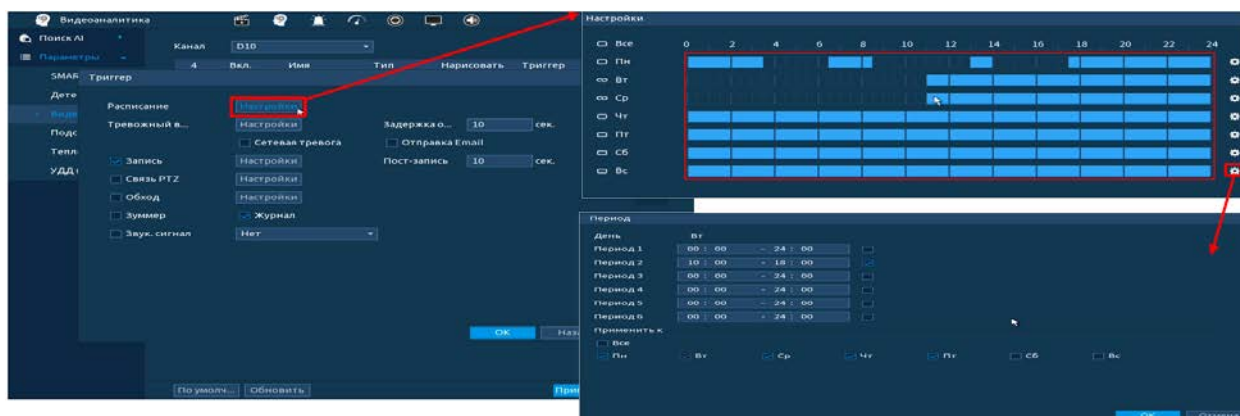 Видеоаналитика
Поиск AI
Параметры
SMAR
Дете
Виде
Подс
Тепл
УДД
Канал D10
4 Вкл. Имя Тип Нарисовать Триггер
Триггер
Расписание Настройки
Тревожный в... Настройки Задержка о... 10 сек.
Сетевая тревога Отправка Email
Запись Настройки Пост-запись 10 сек.
Связь PTZ Настройки
Обход Настройки
Зуммер Журнал
Звук. сигнал Нет
OK Наза
По умолч... Обновить При
Настройки
Все 0 2 4 6 8 10 12 14 16 18 20 22 24
Пн
Вт
Ср
Чт
Пт
Сб
Вс
Период
День Вт
Период 1 00 : 00 - 24 : 00
Период 2 10 : 00 - 18 : 00
Период 3 00 : 00 - 24 : 00
Период 4 00 : 00 - 24 : 00
Период 5 00 : 00 - 24 : 00
Период 6 00 : 00 - 24 : 00
Применить к
Все
Пн Вт Ср Чт Пт Сб Вс
OK